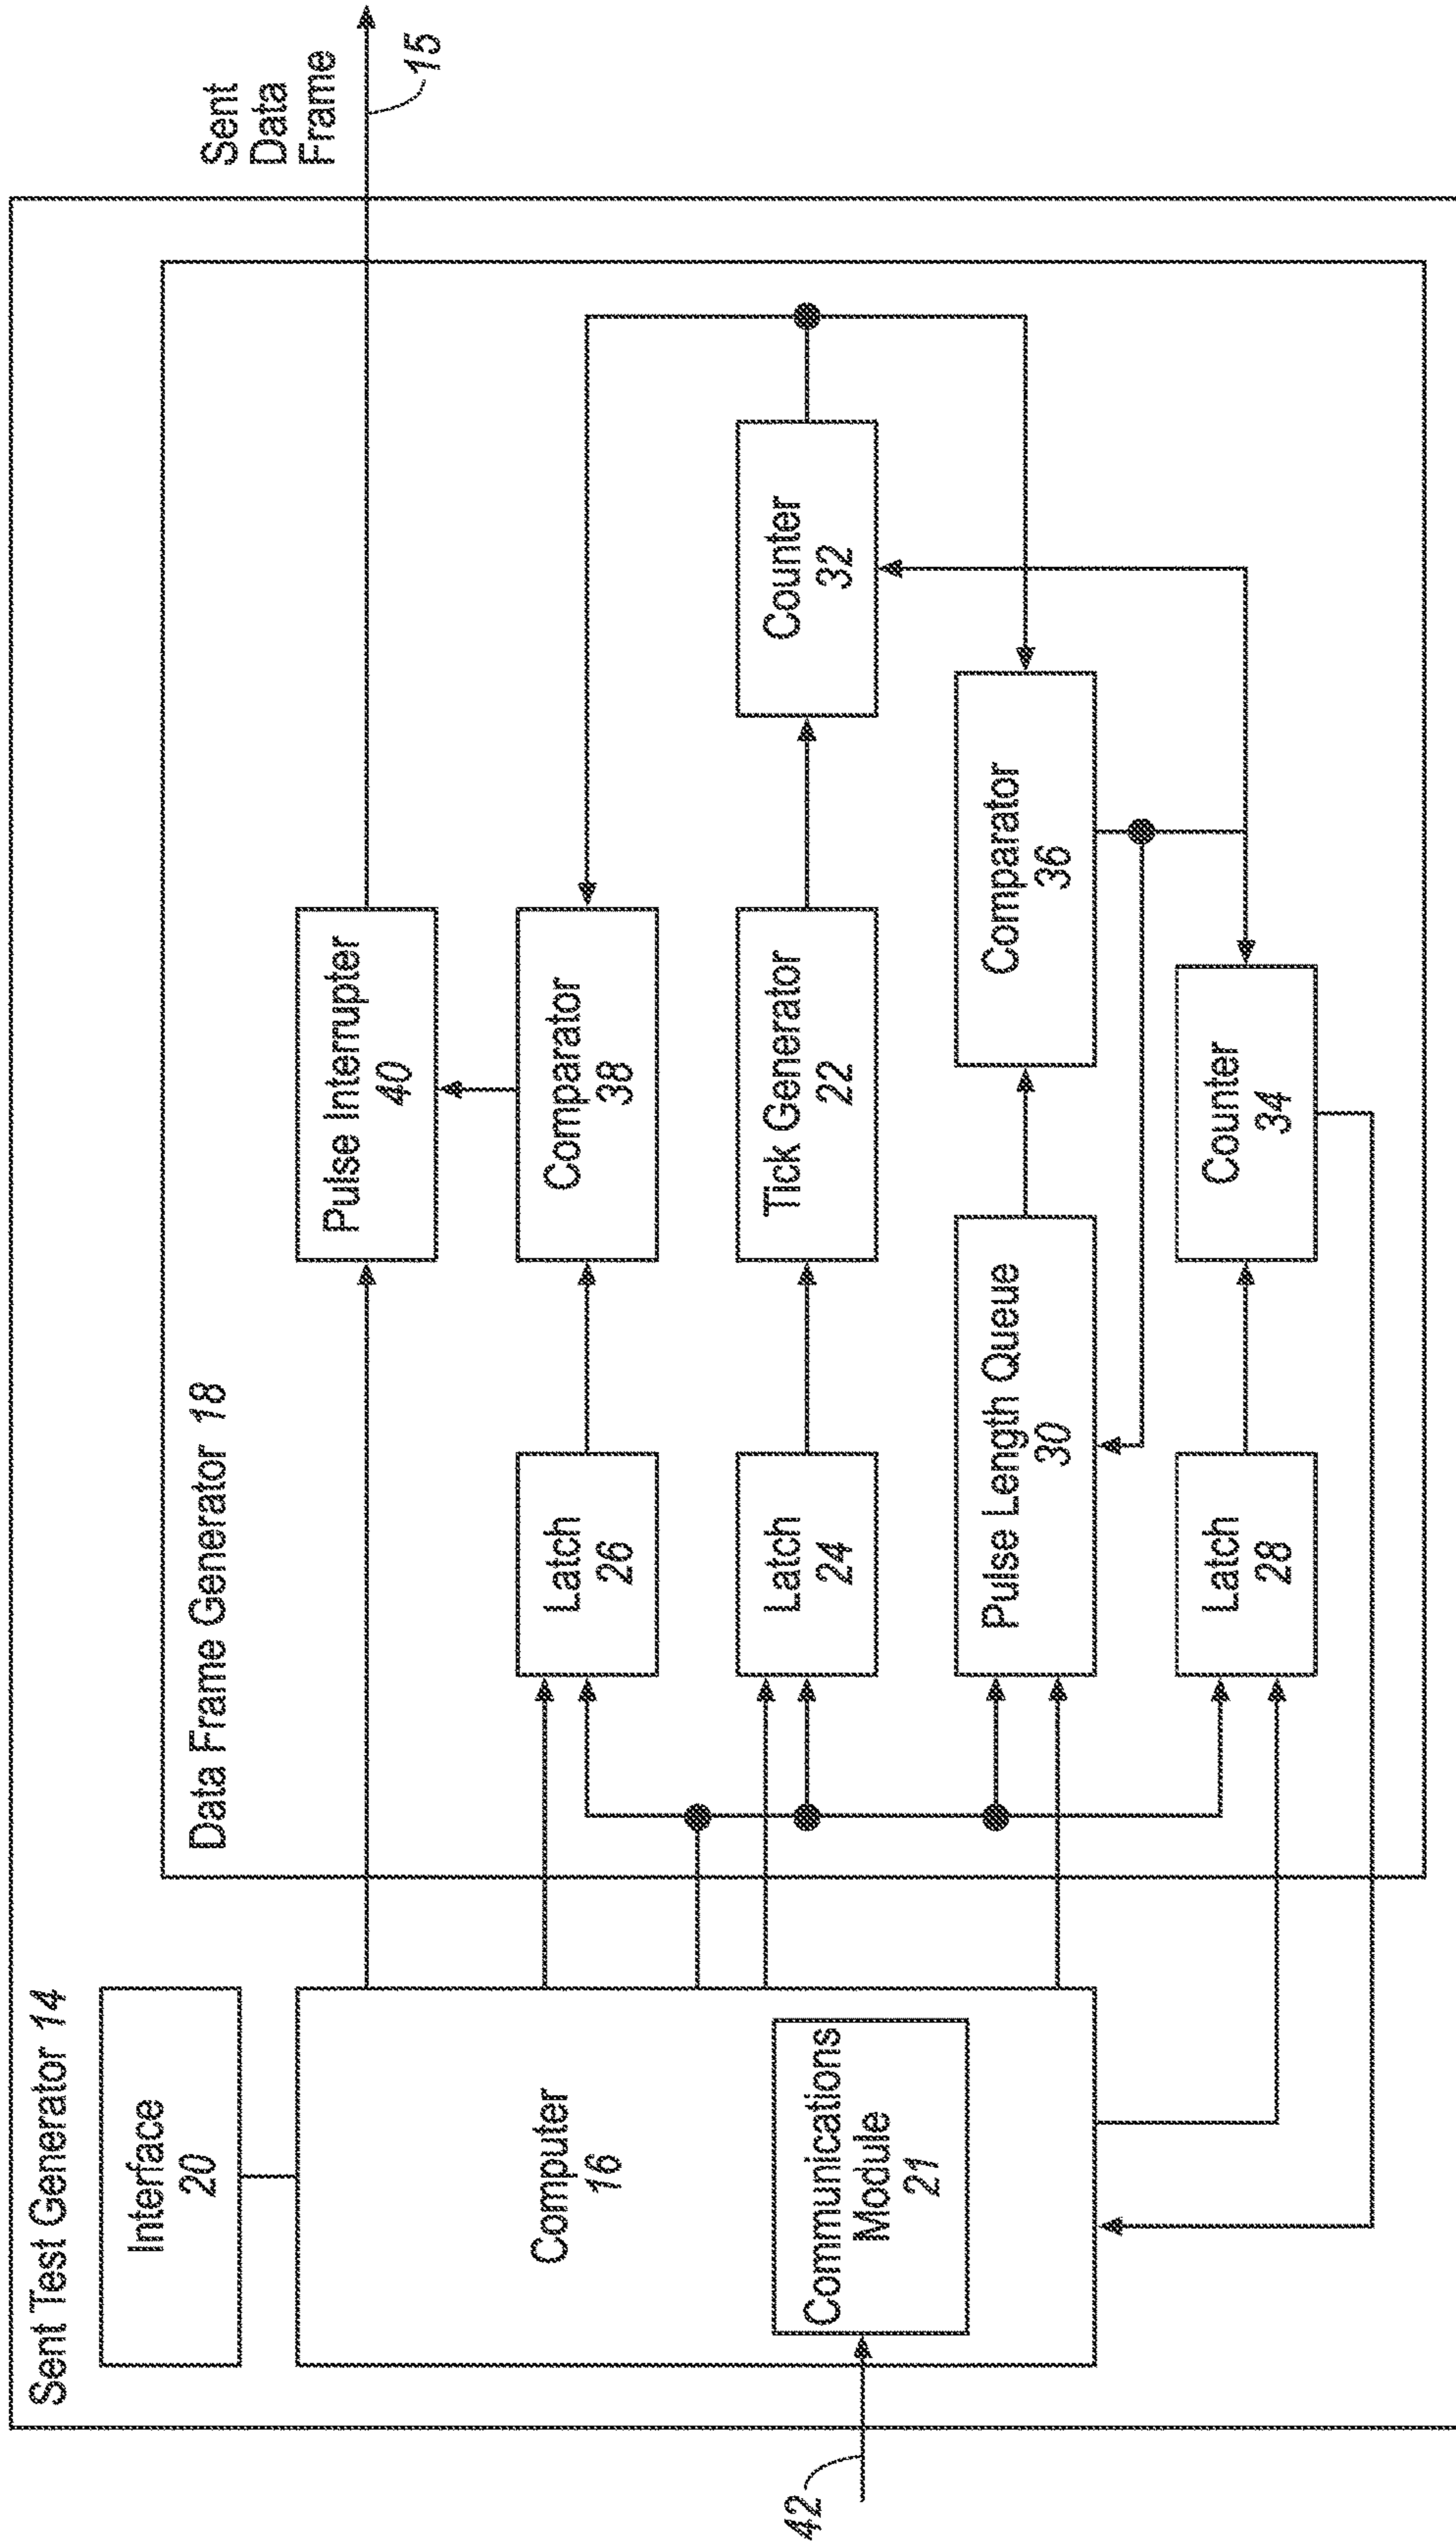 Sent Test Generator 14
Interface
20
Computer
16
Communications
Module
21
42
Data Frame Generator 18
Latch
26
Latch
24
Pulse Length Queue
30
Latch
28
Pulse Interrupter
40
Comparator
38
Tick Generator
22
Comparator
36
Counter
34
Counter
32
Sent
Data
Frame
15